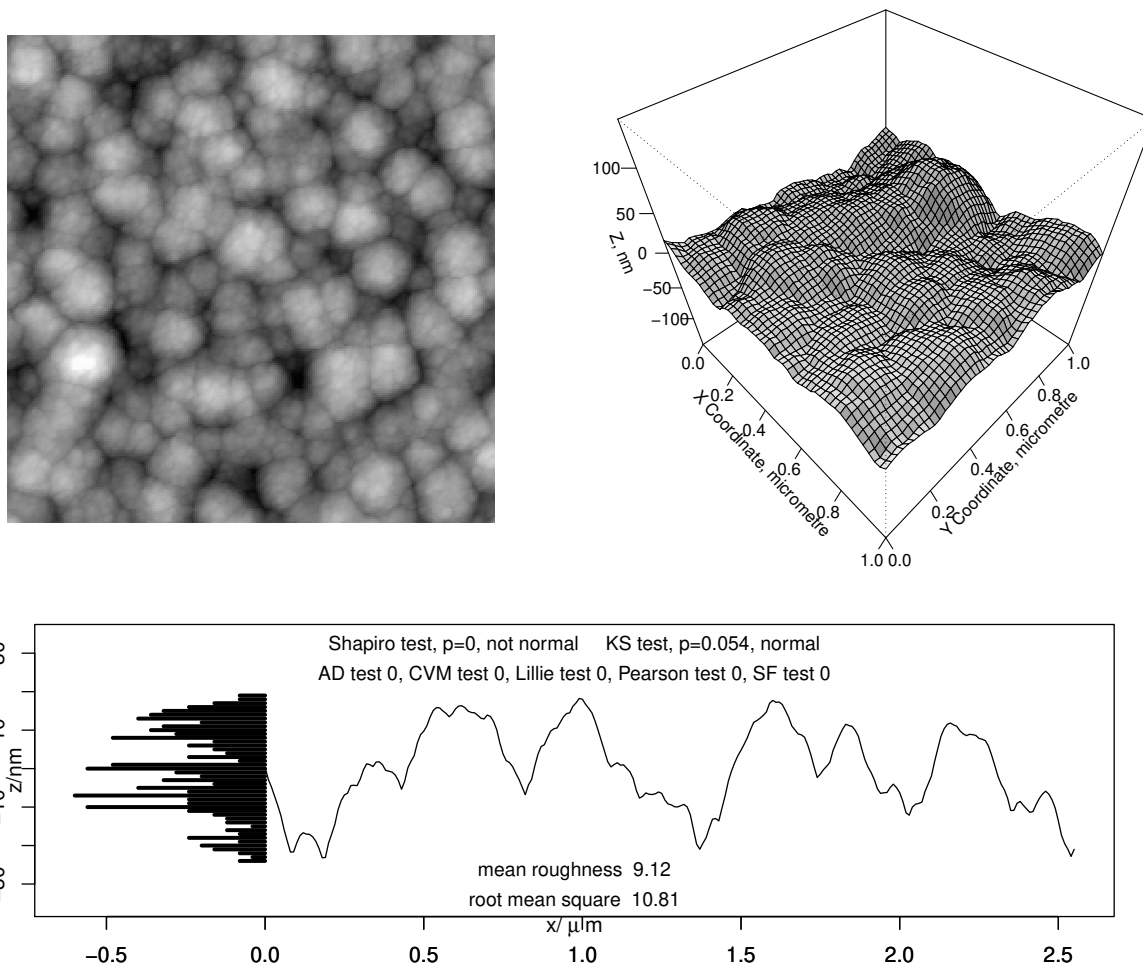 100
50
0
−50
−100
Z, nm
0.0
0.2
0.4
0.6
0.8
1.0
X Coordinate, micrometre
0.0
0.2
0.4
0.6
0.8
1.0
Y Coordinate, micrometre
Shapiro test, p=0, not normal KS test, p=0.054, normal
AD test 0, CVM test 0, Lillie test 0, Pearson test 0, SF test 0
z/nm
mean roughness 9.12
root mean square 10.81
x/ μm
−0.5 0.0 0.5 1.0 1.5 2.0 2.5